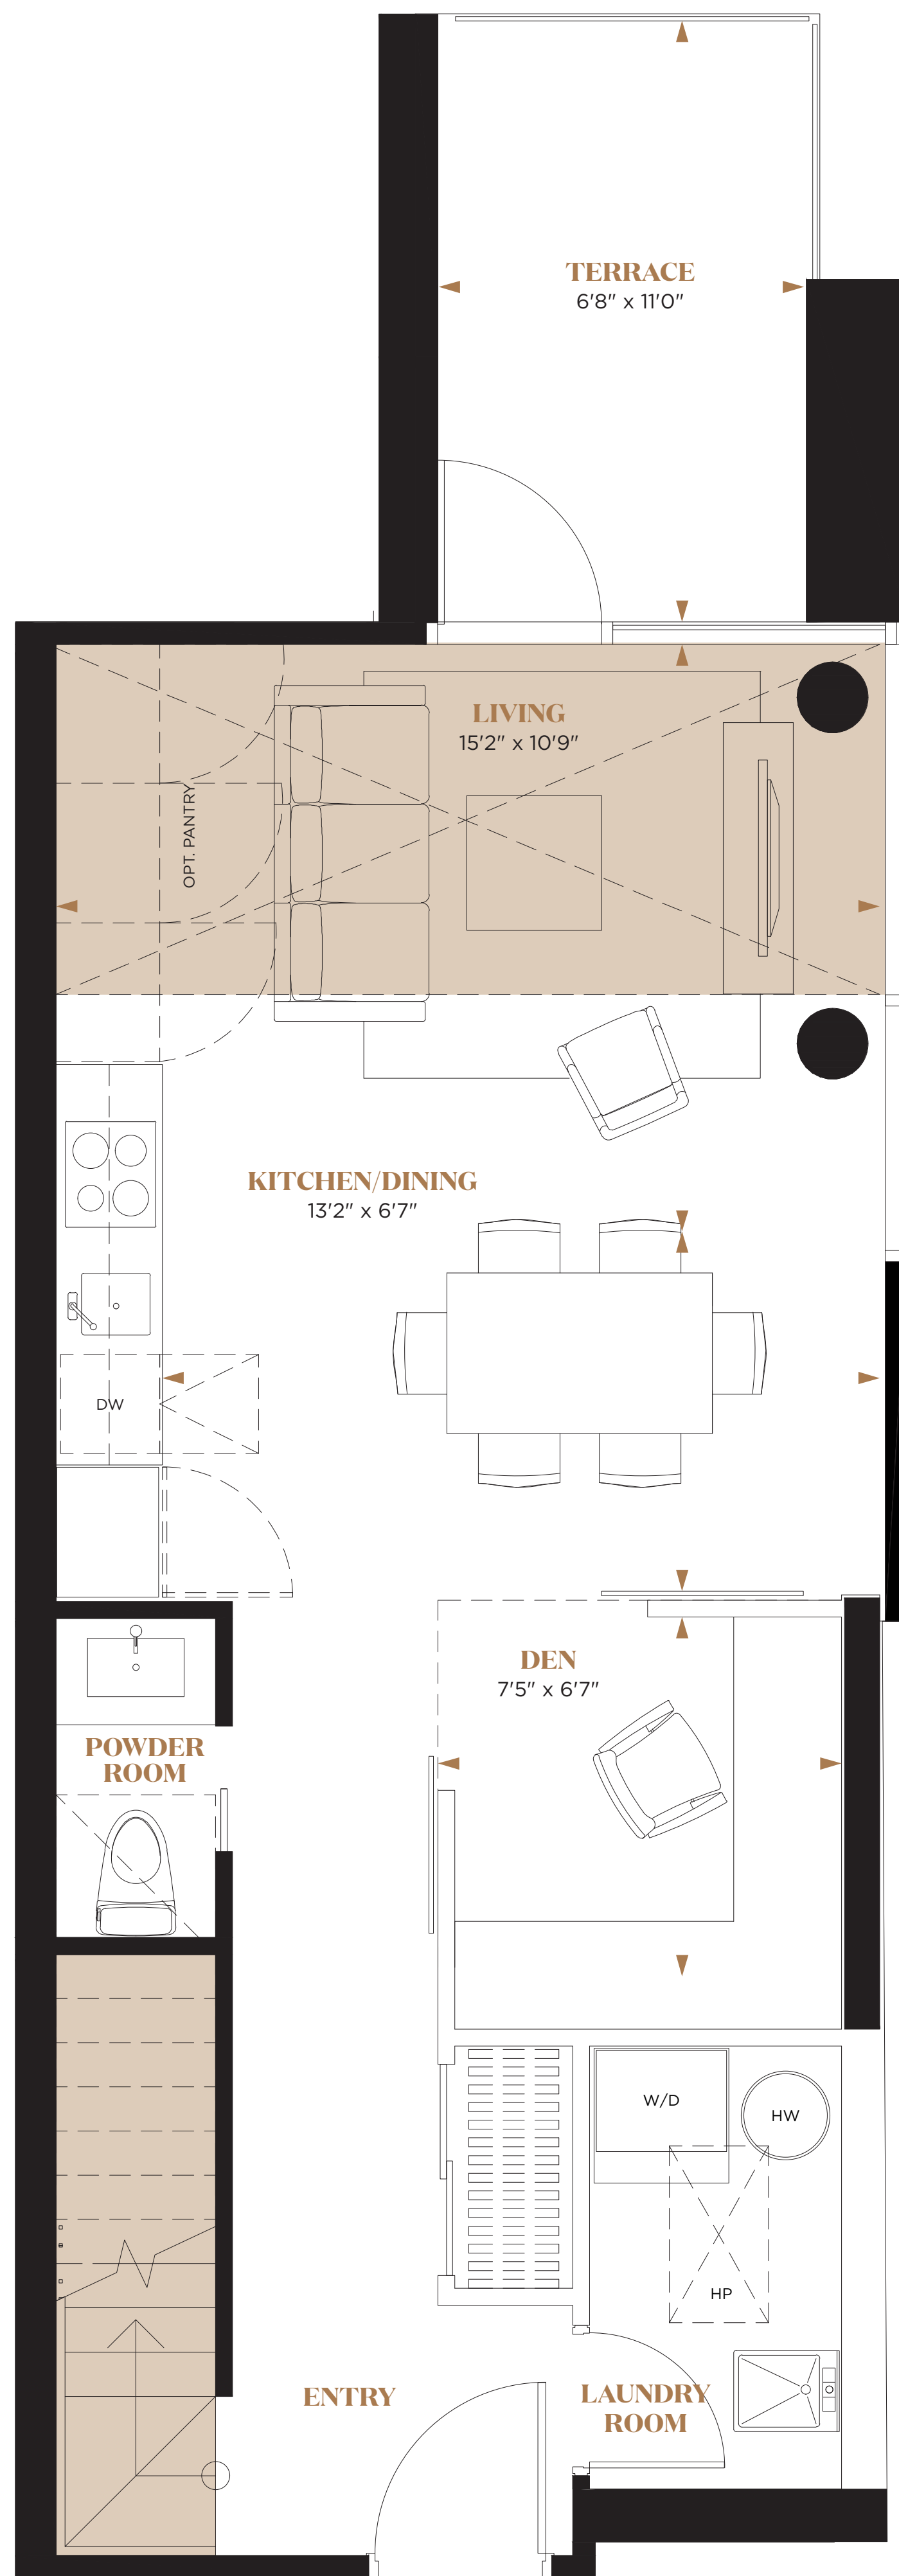 TERRACE
6'8" x 11'0"
LIVING
15'2" x 10'9"
OPT. PANTRY
KITCHEN/DINING
13'2" x 6'7"
DW
DEN
7'5" x 6'7"
POWDER
ROOM
W/D
HW
HP
ENTRY
LAUNDRY
ROOM